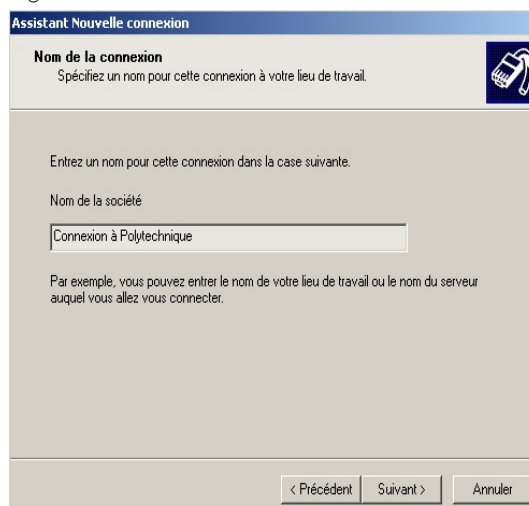 Assistant Nouvelle connexion
Nom de la connexion
Spécifiez un nom pour cette connexion à votre lieu de travail.
Entrez un nom pour cette connexion dans la case suivante.
Nom de la société
Connexion à Polytechnique
Par exemple, vous pouvez entrer le nom de votre lieu de travail ou le nom du serveur
auquel vous allez vous connecter.
< Précédent Suivant > Annuler